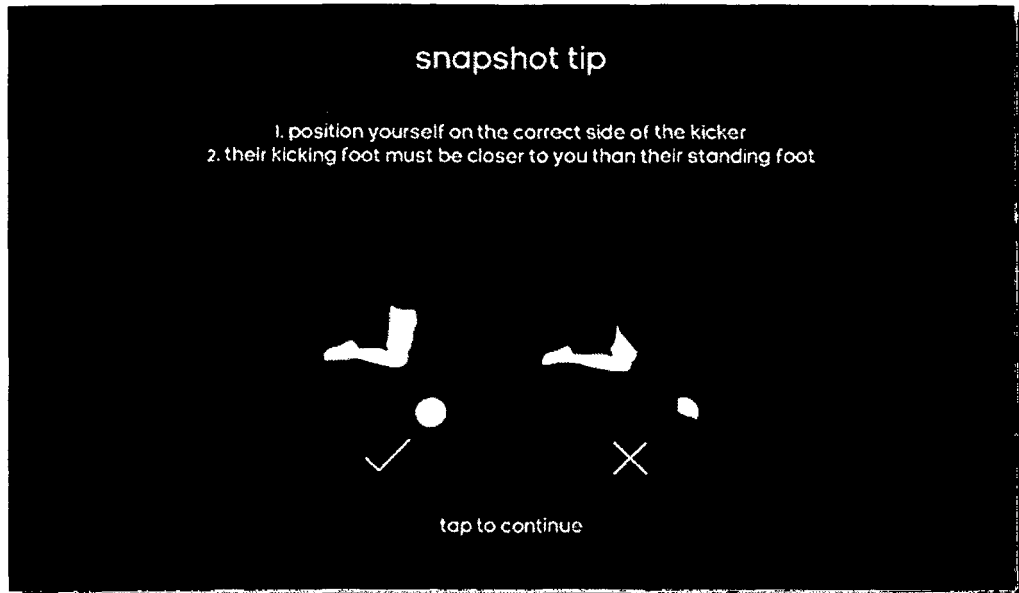 snapshot tip
1. position yourself on the correct side of the kicker
2. their kicking foot must be closer to you than their standing foot
tap to continue